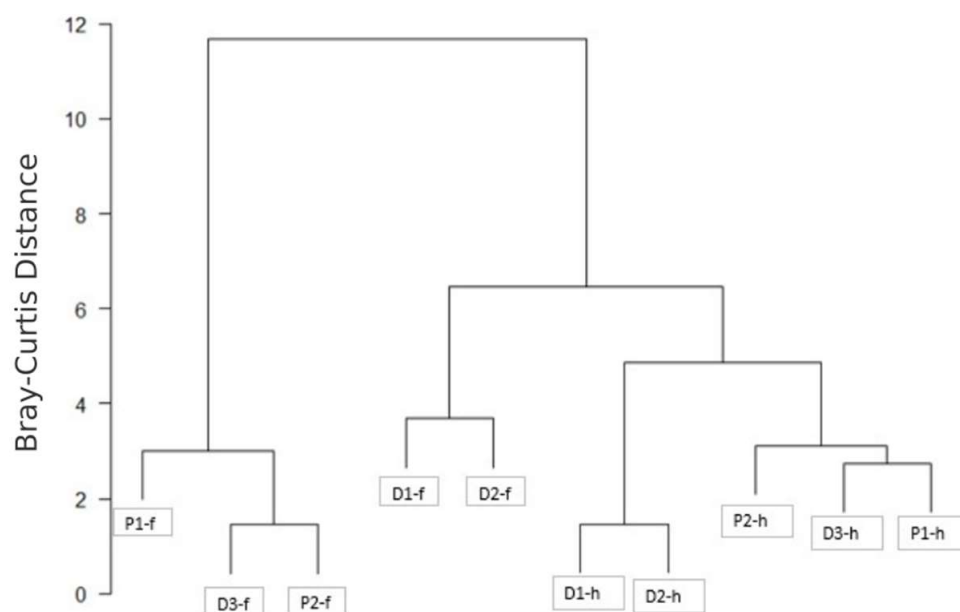 12
10
8
6
4
2
0
Bray-Curtis Distance
P1-f
D3-f
P2-f
D1-f
D2-f
D1-h
D2-h
P2-h
D3-h
P1-h